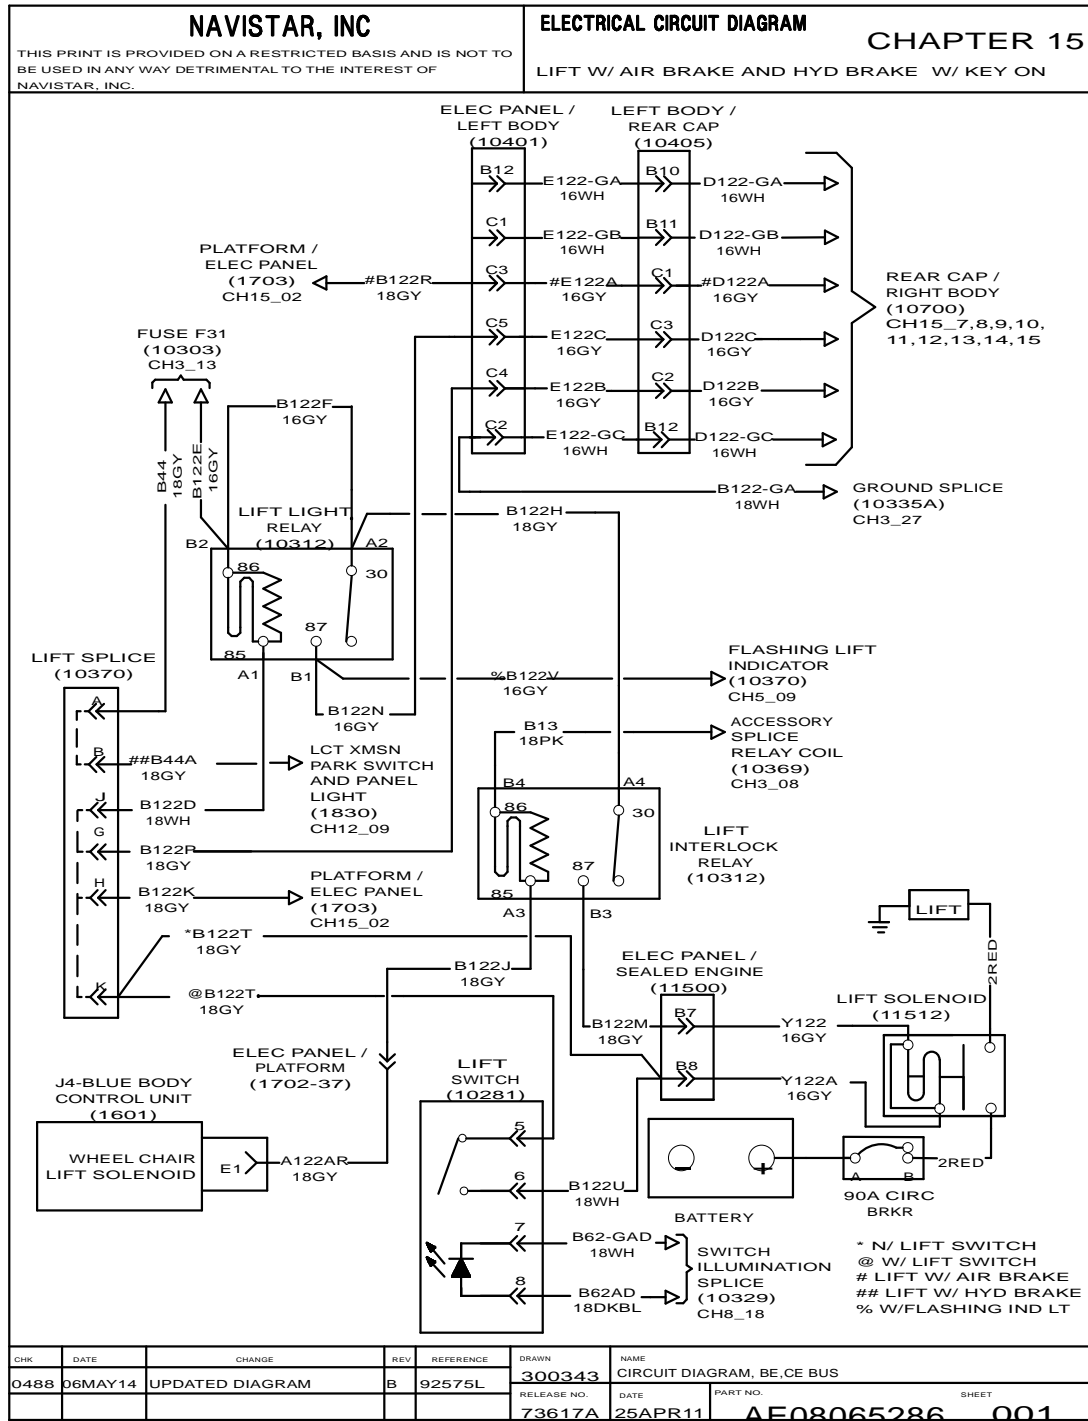 NAVISTAR, INC
THIS PRINT IS PROVIDED ON A RESTRICTED BASIS AND IS NOT TO
BE USED IN ANY WAY DETRIMENTAL TO THE INTEREST OF
NAVISTAR, INC.
ELECTRICAL CIRCUIT DIAGRAM
CHAPTER 15
LIFT W/ AIR BRAKE AND HYD BRAKE W/ KEY ON
ELEC PANEL /
LEFT BODY
(10401)
LEFT BODY /
REAR CAP
(10405)
B12
E122-GA
16WH
B10
D122-GA
16WH
C1
E122-GB
16WH
B11
D122-GB
16WH
PLATFORM /
ELEC PANEL
(1703)
CH15_02
#B122R
18GY
C3
#E122A
16GY
C1
#D122A
16GY
REAR CAP /
RIGHT BODY
(10700)
CH15_7,8,9,10,
11,12,13,14,15
C5
E122C
16GY
C3
D122C
16GY
C4
E122B
16GY
C2
D122B
16GY
C2
E122-GC
16WH
B12
D122-GC
16WH
B122-GA
18WH
GROUND SPLICE
(10335A)
CH3_27
FUSE F31
(10303)
CH3_13
B44
18GY
B122E
16GY
B122F
16GY
LIFT LIGHT
RELAY
(10312)
B2
A2
86
30
87
85
A1
B1
B122H
18GY
B122N
16GY
%B122V
16GY
FLASHING LIFT
INDICATOR
(10370)
CH5_09
B13
18PK
ACCESSORY
SPLICE
RELAY COIL
(10369)
CH3_08
LIFT SPLICE
(10370)
A
B
##B44A
18GY
LCT XMSN
PARK SWITCH
AND PANEL
LIGHT
(1830)
CH12_09
J
B122D
18WH
G
B122P
18GY
H
B122K
18GY
PLATFORM /
ELEC PANEL
(1703)
CH15_02
K
*B122T
18GY
@B122T
18GY
B4
A4
86
30
87
85
A3
B3
LIFT
INTERLOCK
RELAY
(10312)
B122J
18GY
ELEC PANEL /
SEALED ENGINE
(11500)
B122M
18GY
B7
Y122
16GY
B8
Y122A
16GY
LIFT
2RED
LIFT SOLENOID
(11512)
ELEC PANEL /
PLATFORM
(1702-37)
J4-BLUE BODY
CONTROL UNIT
(1601)
WHEEL CHAIR
LIFT SOLENOID
E1
A122AR
18GY
LIFT
SWITCH
(10281)
5
6
7
8
B122U
18WH
B62-GAD
18WH
B62AD
18DKBL
SWITCH
ILLUMINATION
SPLICE
(10329)
CH8_18
BATTERY
A
B
2RED
90A CIRC
BRKR
* N/ LIFT SWITCH
@ W/ LIFT SWITCH
# LIFT W/ AIR BRAKE
## LIFT W/ HYD BRAKE
% W/FLASHING IND LT
CHK DATE CHANGE REV REFERENCE
0488 06MAY14 UPDATED DIAGRAM B 92575L
DRAWN
300343
NAME
CIRCUIT DIAGRAM, BE,CE BUS
RELEASE NO.
73617A
DATE
25APR11
PART NO.
AE08065286
SHEET
001